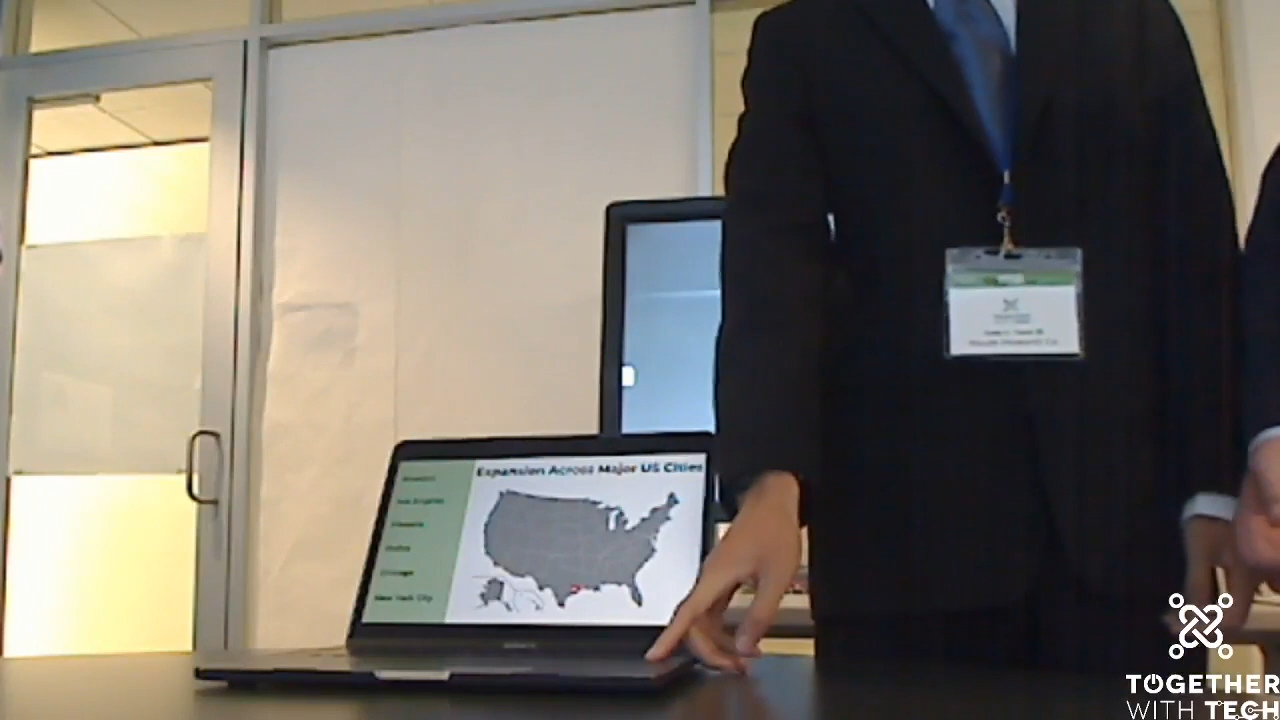 Expansion Across Major US Cities
Houston
Los Angeles
Phoenix
Dallas
Chicago
New York City
TOGETHER
WITH TECH